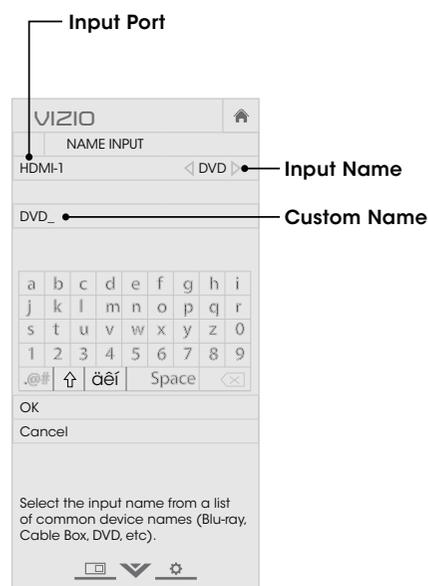 Input Port
VIZIO
NAME INPUT
HDMI-1 DVD Input Name
DVD_ Custom Name
a b c d e f g h i
j k l m n o p q r
s t u v w x y z 0
1 2 3 4 5 6 7 8 9
.@# äêí Space
OK
Cancel
Select the input name from a list
of common device names (Blu-ray,
Cable Box, DVD, etc).